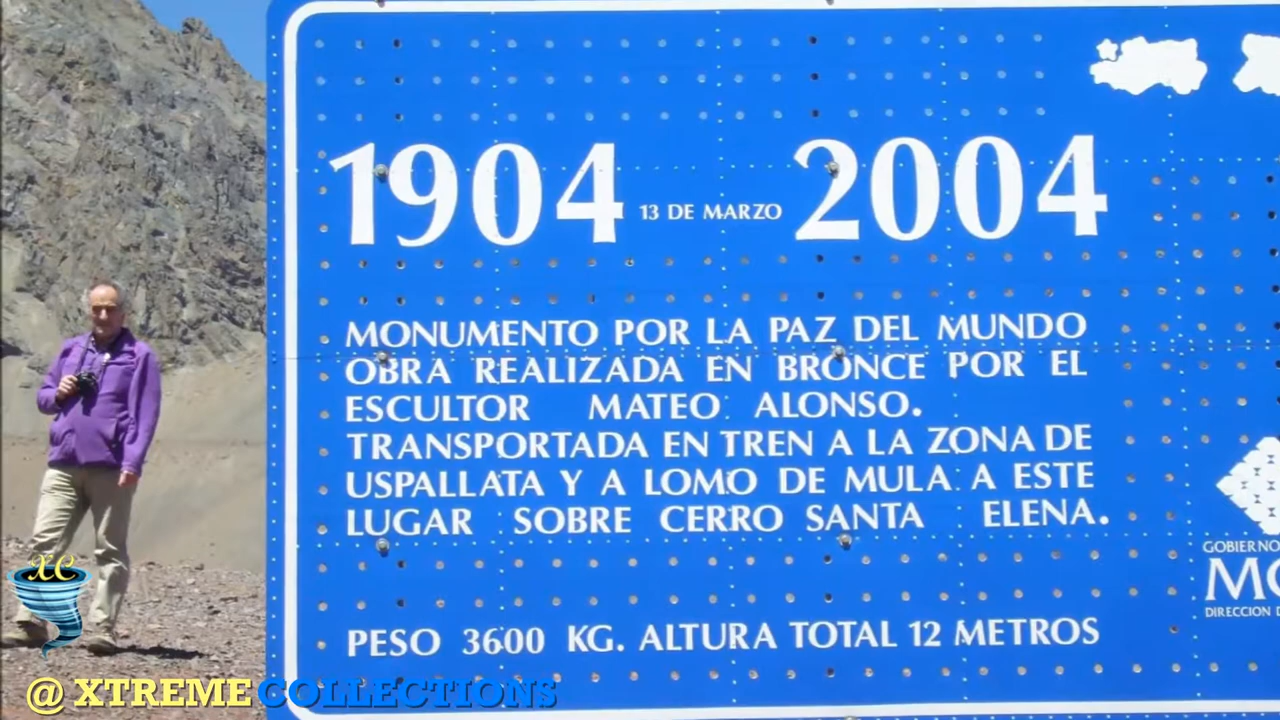 1904 13 DE MARZO 2004
MONUMENTO POR LA PAZ DEL MUNDO
OBRA REALIZADA EN BRONCE POR EL
ESCULTOR MATEO ALONSO.
TRANSPORTADA EN TREN A LA ZONA DE
USPALLATA Y A LOMO DE MULA A ESTE
LUGAR SOBRE CERRO SANTA ELENA.
PESO 3600 KG. ALTURA TOTAL 12 METROS
GOBIERNO
DIRECCION
XC
@ XTREME COLLECTIONS